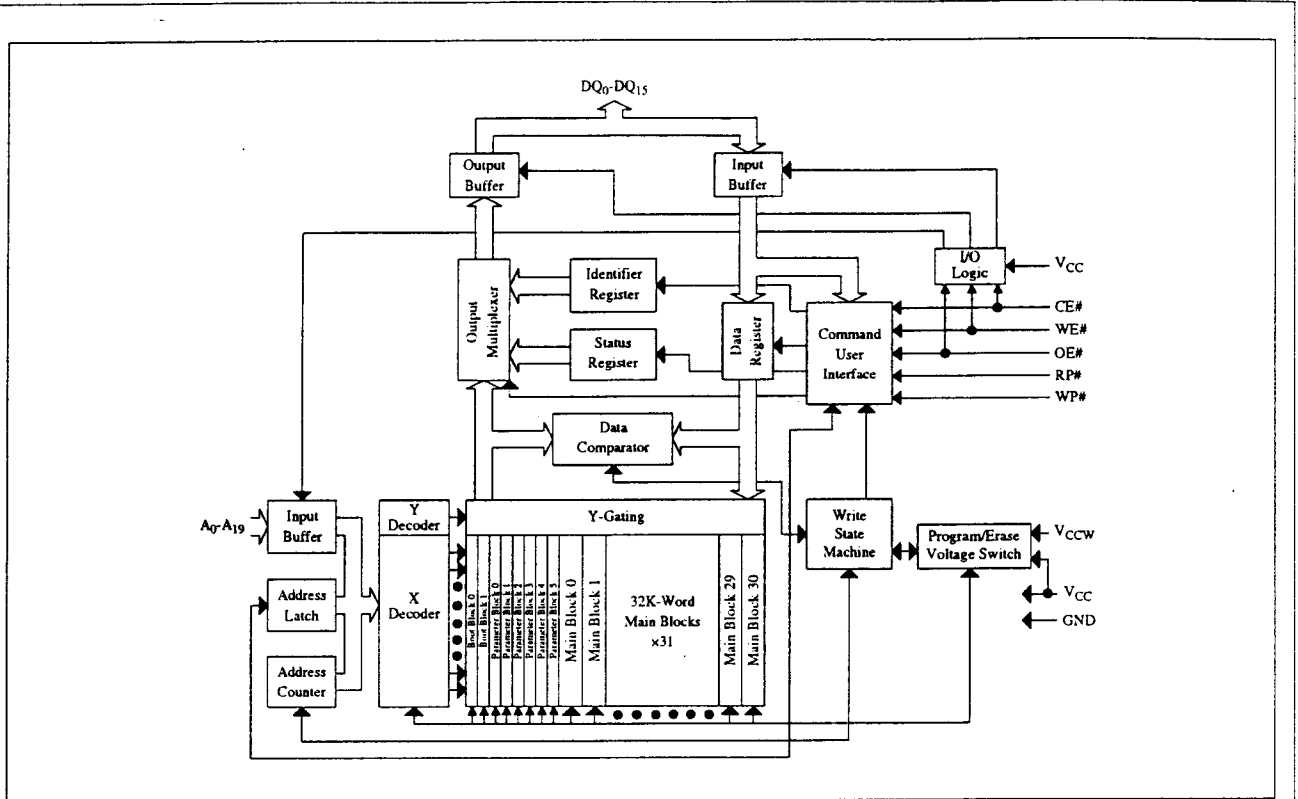 DQ0-DQ15
Output
Buffer
Input
Buffer
I/O
Logic
VCC
Output
Multiplexer
Identifier
Register
Status
Register
Data
Register
Command
User
Interface
CE#
WE#
OE#
RP#
WP#
Data
Comparator
A0-A19
Input
Buffer
Y
Decoder
Y-Gating
Write
State
Machine
Program/Erase
Voltage Switch
VCCW
VCC
GND
Address
Latch
X
Decoder
Boot Block 0
Boot Block 1
Parameter Block 0
Parameter Block 1
Parameter Block 2
Parameter Block 3
Parameter Block 4
Parameter Block 5
Main Block 0
Main Block 1
32K-Word
Main Blocks
×31
Main Block 29
Main Block 30
Address
Counter